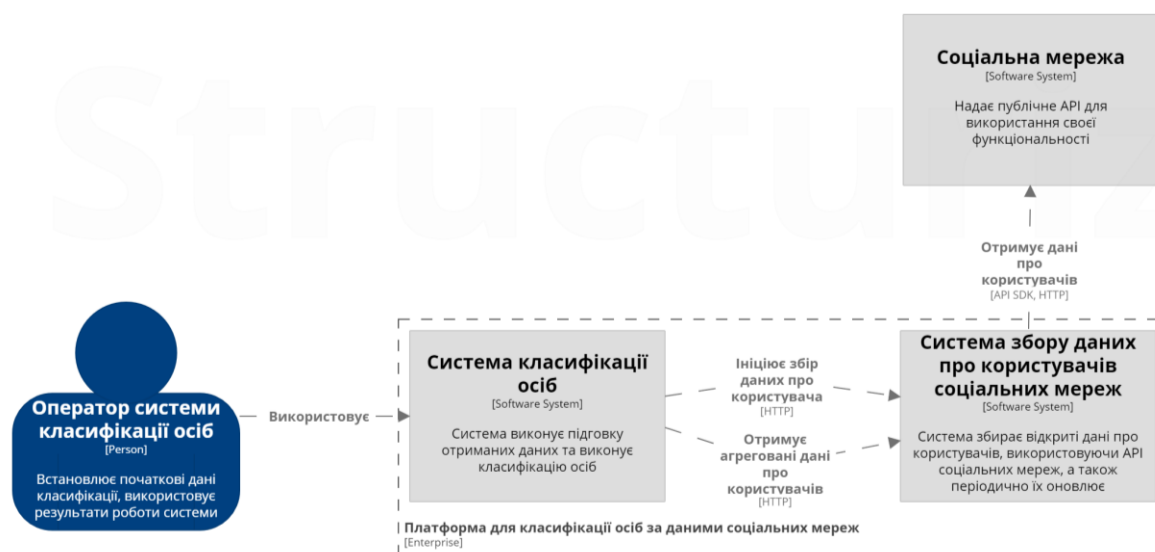 Соціальна мережа
[Software System]
Надає публічне API для
використання своєї
функціональності
Structuriz
Отримує дані
про
користувачів
[API SDK, HTTP]
Оператор системи
класифікації осіб
[Person]
Встановлює початкові дані
класифікації, використовує
результати роботи системи
Використовує
Система класифікації
осіб
[Software System]
Система виконує підговку
отриманих даних та виконує
класифікацію осіб
Ініціює збір
даних про
користувача
[HTTP]
Отримує
агреговані дані
про
користувачів
[HTTP]
Система збору даних
про користувачів
соціальних мереж
[Software System]
Система збирає відкриті дані про
користувачів, використовуючи API
соціальних мереж, а також
періодично їх оновлює
Платформа для класифікації осіб за даними соціальних мереж
[Enterprise]